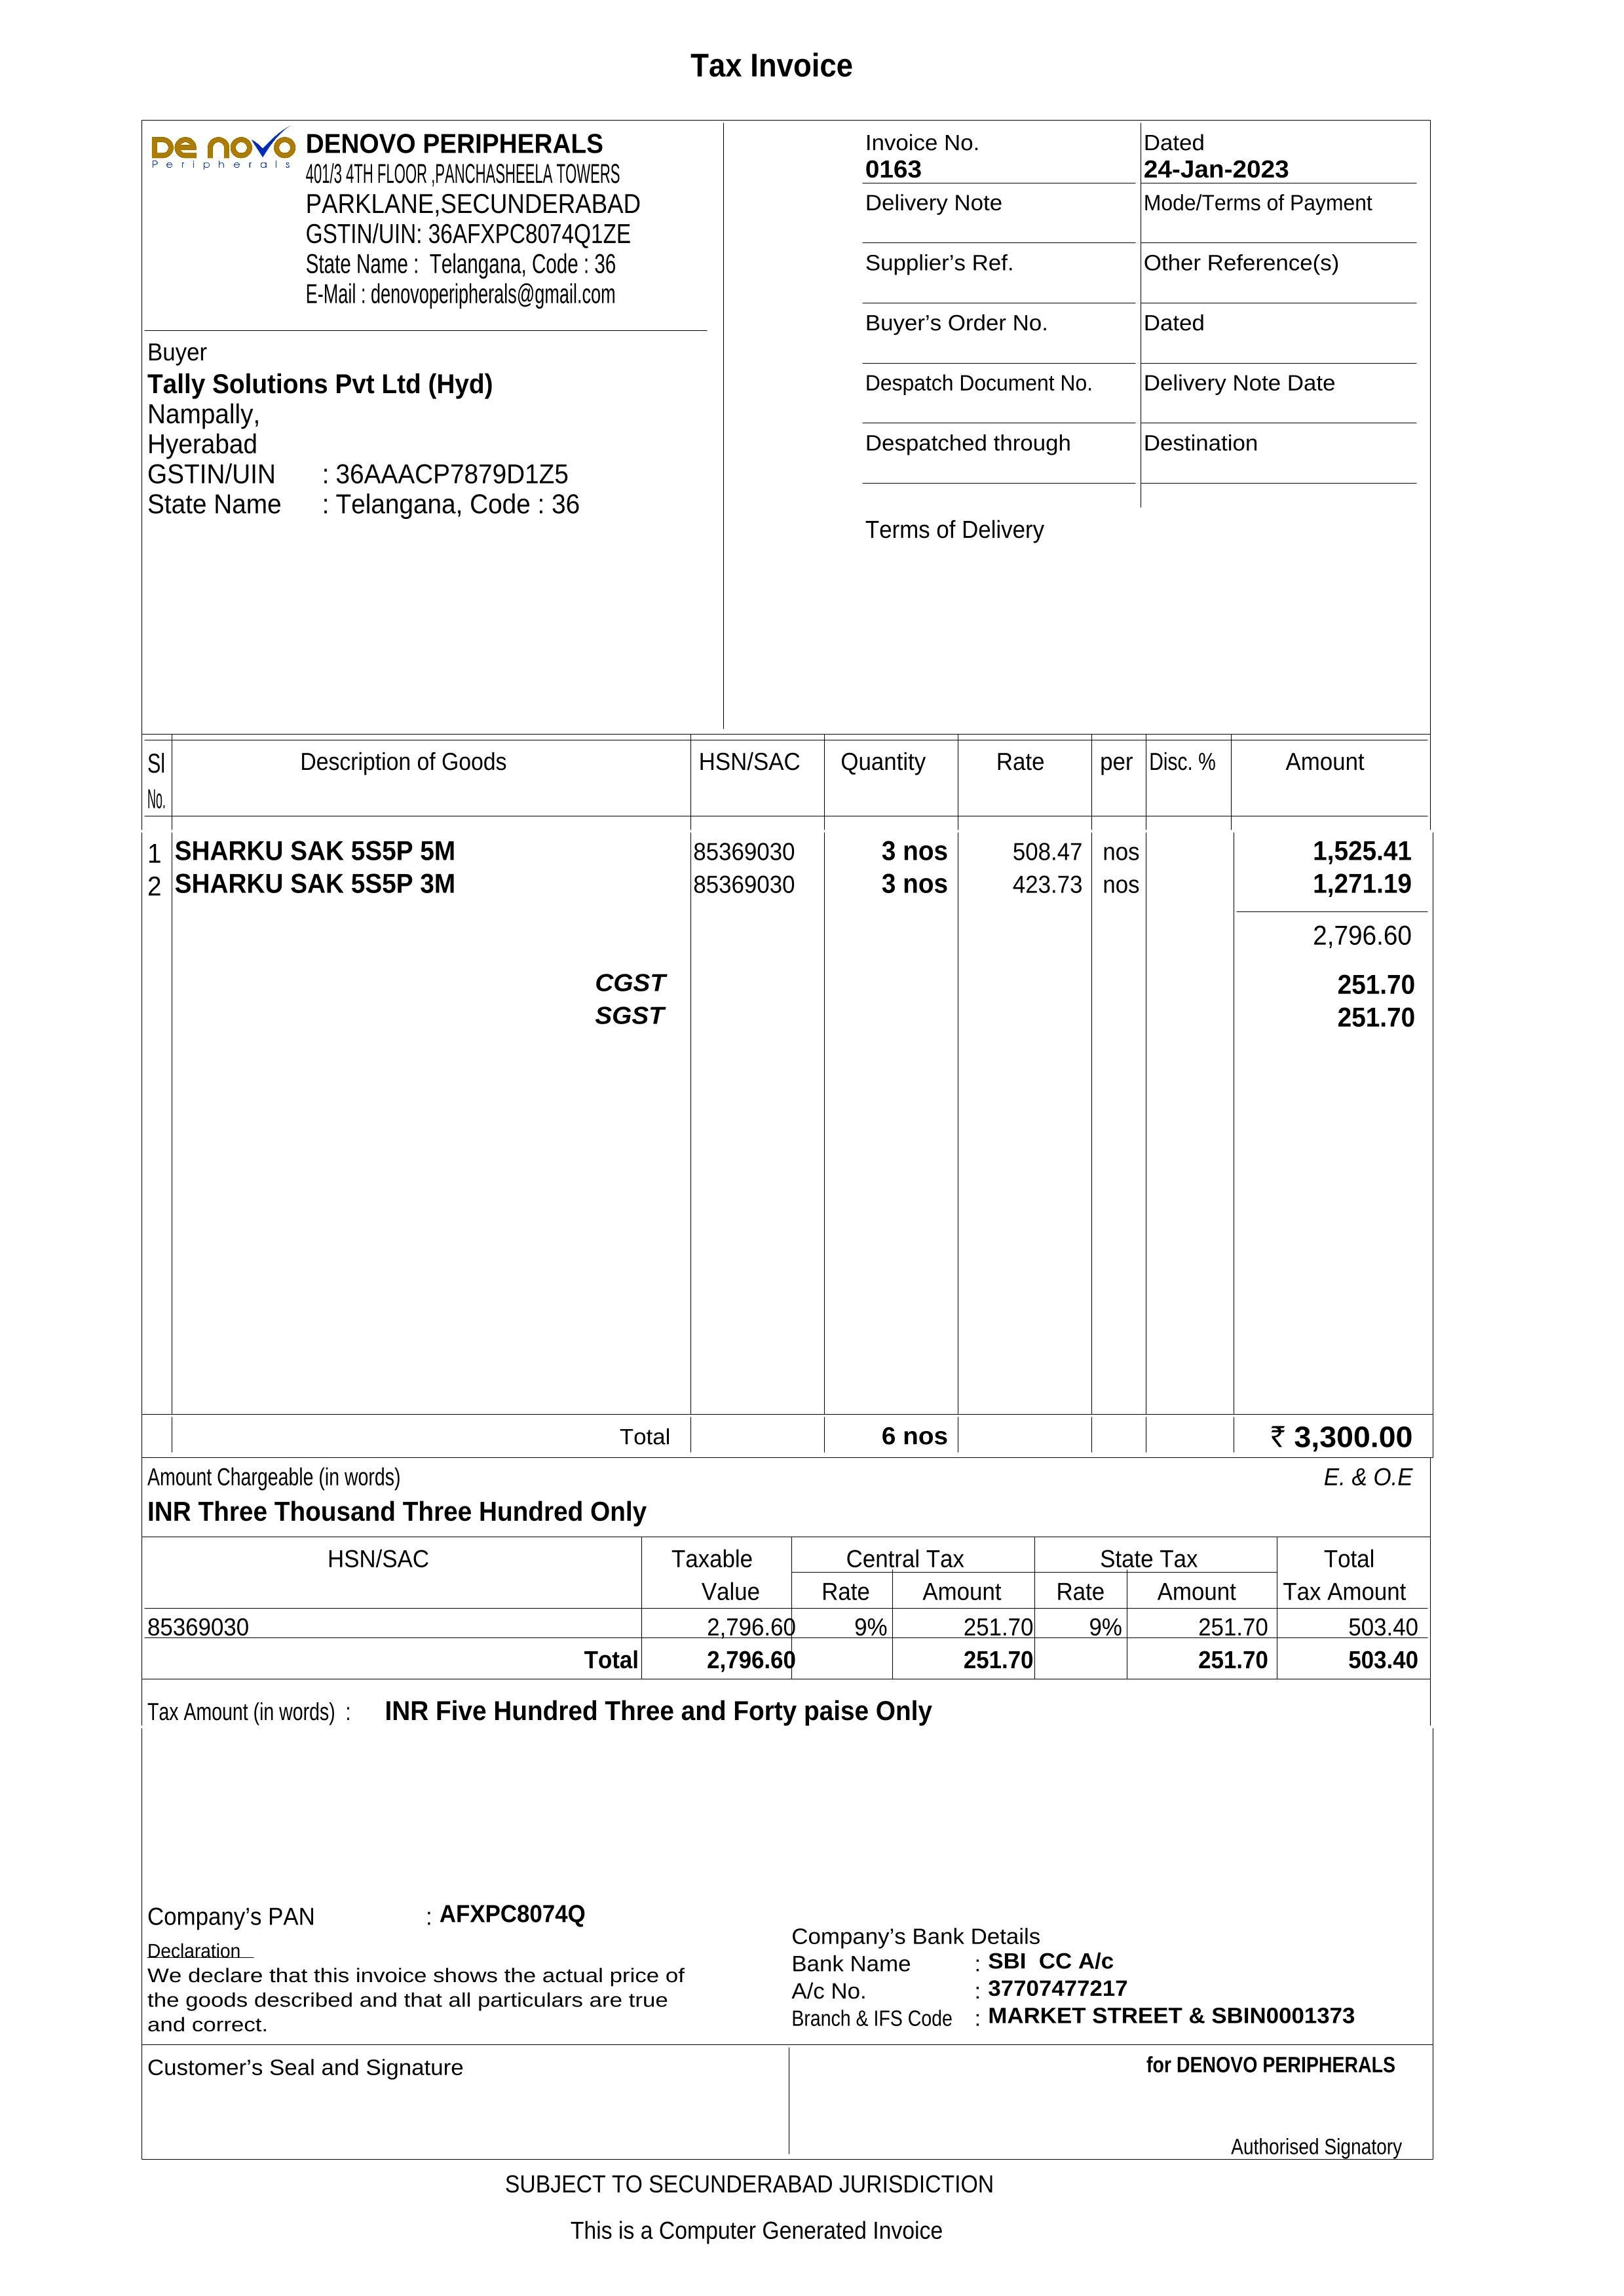 Tax Invoice
De novo
Peripherals
DENOVO PERIPHERALS
401/3 4TH FLOOR ,PANCHASHEELA TOWERS
PARKLANE,SECUNDERABAD
GSTIN/UIN: 36AFXPC8074Q1ZE
State Name : Telangana, Code : 36
E-Mail : denovoperipherals@gmail.com
Buyer
Tally Solutions Pvt Ltd (Hyd)
Nampally,
Hyerabad
GSTIN/UIN : 36AAACP7879D1Z5
State Name : Telangana, Code : 36
Invoice No. Dated
0163 24-Jan-2023
Delivery Note Mode/Terms of Payment
Supplier’s Ref. Other Reference(s)
Buyer’s Order No. Dated
Despatch Document No. Delivery Note Date
Despatched through Destination
Terms of Delivery
Sl Description of Goods HSN/SAC Quantity Rate per Disc. % Amount
No.
1 SHARKU SAK 5S5P 5M 85369030 3 nos 508.47 nos 1,525.41
2 SHARKU SAK 5S5P 3M 85369030 3 nos 423.73 nos 1,271.19
2,796.60
CGST 251.70
SGST 251.70
Total 6 nos ₹ 3,300.00
Amount Chargeable (in words) E. & O.E
INR Three Thousand Three Hundred Only
HSN/SAC Taxable Central Tax State Tax Total
Value Rate Amount Rate Amount Tax Amount
85369030 2,796.60 9% 251.70 9% 251.70 503.40
Total 2,796.60 251.70 251.70 503.40
Tax Amount (in words) : INR Five Hundred Three and Forty paise Only
Company’s PAN : AFXPC8074Q
Declaration
We declare that this invoice shows the actual price of
the goods described and that all particulars are true
and correct.
Company’s Bank Details
Bank Name : SBI CC A/c
A/c No. : 37707477217
Branch & IFS Code : MARKET STREET & SBIN0001373
Customer’s Seal and Signature
for DENOVO PERIPHERALS
Authorised Signatory
SUBJECT TO SECUNDERABAD JURISDICTION
This is a Computer Generated Invoice